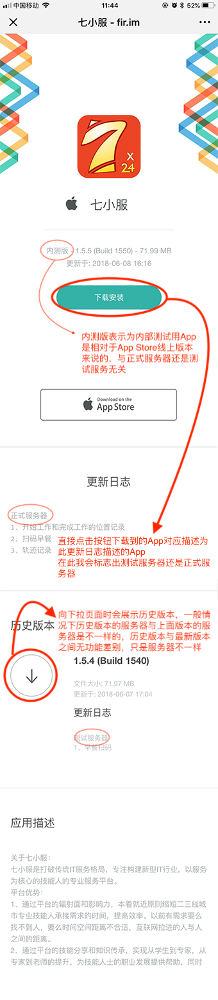 中国移动
11:44
52%
七小服 - fir.im
7
X
24
七小服
内测版 - 1.5.5 (Build 1550) - 71.99 MB
更新于: 2018-06-08 16:16
下载安装
内测版表示为内部测试用App
是相对于App Store线上版本
来说的，与正式服务器还是测
试服务无关
Download on the
App Store
更新日志
正式服务器
1、开始工作和完成工作的位置记录
2、扫码早餐
3、轨迹记录
直接点击按钮下载到的App对应描述为
此更新日志描述的App
在此我会标志出测试服务器还是正式服
务器
历史版本
向下拉页面时会展示历史版本，一般情
况下历史版本的服务器与上面版本的服
务器是不一样的，历史版本与最新版本
之间无功能差别，只是服务器不一样
1.5.4 (Build 1540)
文件大小: 71.97 MB
更新于: 2018-06-07 17:04
更新日志
测试服务器
1、早餐扫码
应用描述
关于七小服：
七小服是打破传统IT服务格局，专注构建新型IT行业，以服务
为核心的技能人的专业服务平台。
平台优势：
1、通过平台的辐射面和影响力，本着就近原则缩短二三线城
市专业技能人承接需求的时间，提高效率。以前有需求要么
找不到人，要么时间空间距离不合适，互联网拉进的人与人
之间的距离。
2、通过平台的技能分享和知识传承，实现从学生到专家，从
专家到老师的提升，为技能人士的职业发展提供帮助，同时